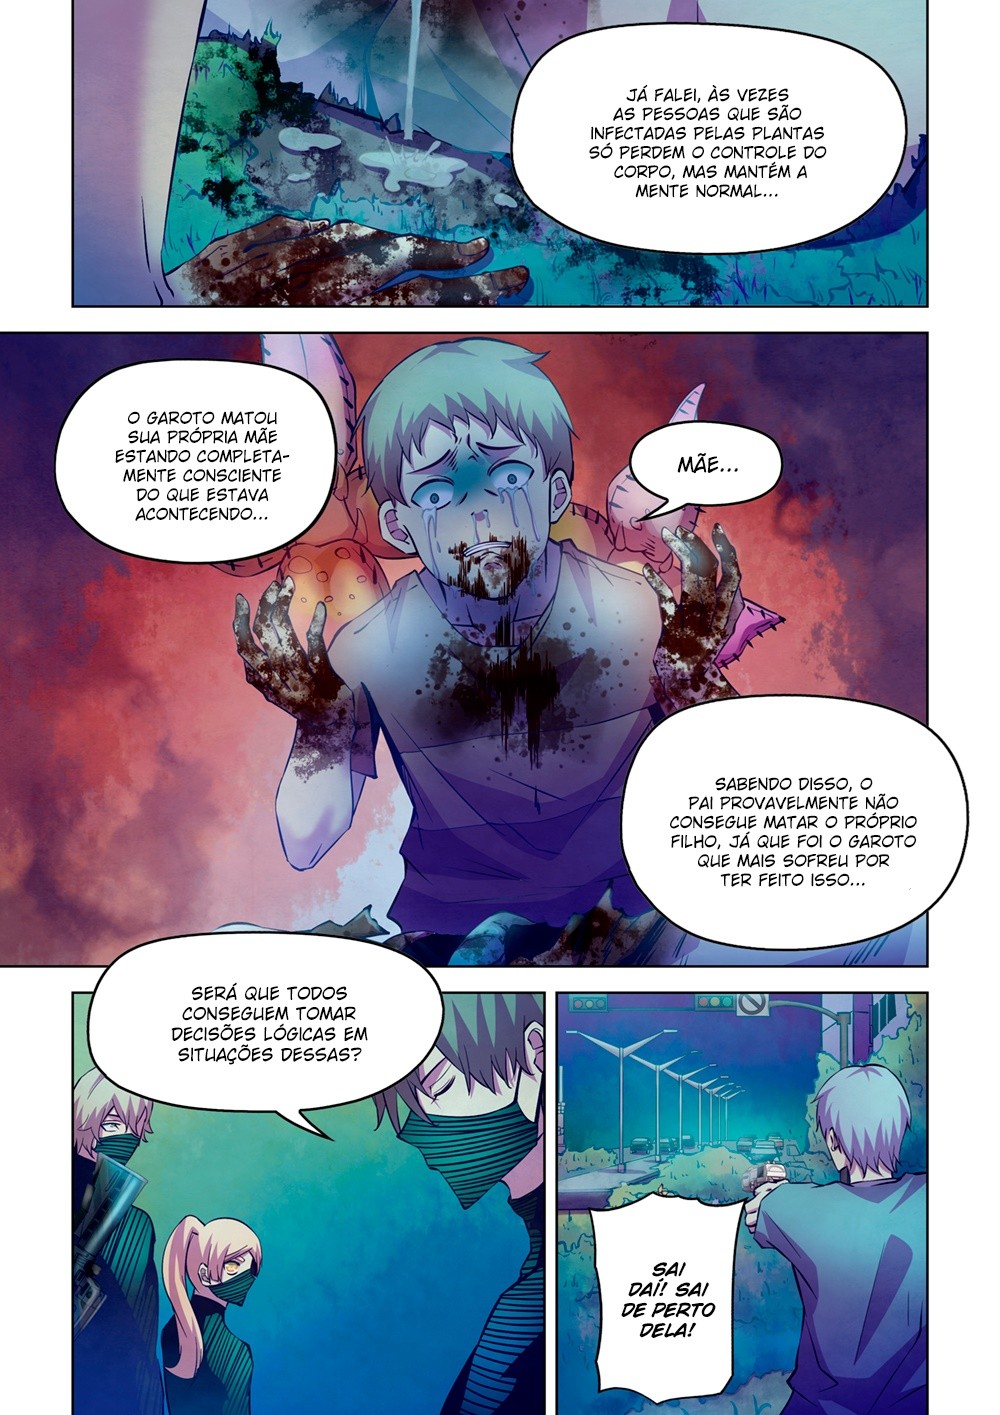 JÁ FALEI, ÀS VEZES
AS PESSOAS QUE SÃO
INFECTADAS PELAS PLANTAS
SÓ PERDEM O CONTROLE DO
CORPO, MAS MANTÉM A
MENTE NORMAL...
O GAROTO MATOU
SUA PRÓPRIA MÃE
ESTANDO COMPLETA-
MENTE CONSCIENTE
DO QUE ESTAVA
ACONTECENDO...
MÃE...
SABENDO DISSO, O
PAI PROVAVELMENTE NÃO
CONSEGUE MATAR O PRÓPRIO
FILHO, JÁ QUE FOI O GAROTO
QUE MAIS SOFREU POR
TER FEITO ISSO...
SERÁ QUE TODOS
CONSEGUEM TOMAR
DECISÕES LÓGICAS EM
SITUAÇÕES DESSAS?
SAI
DAÍ! SAI
DE PERTO
DELA!